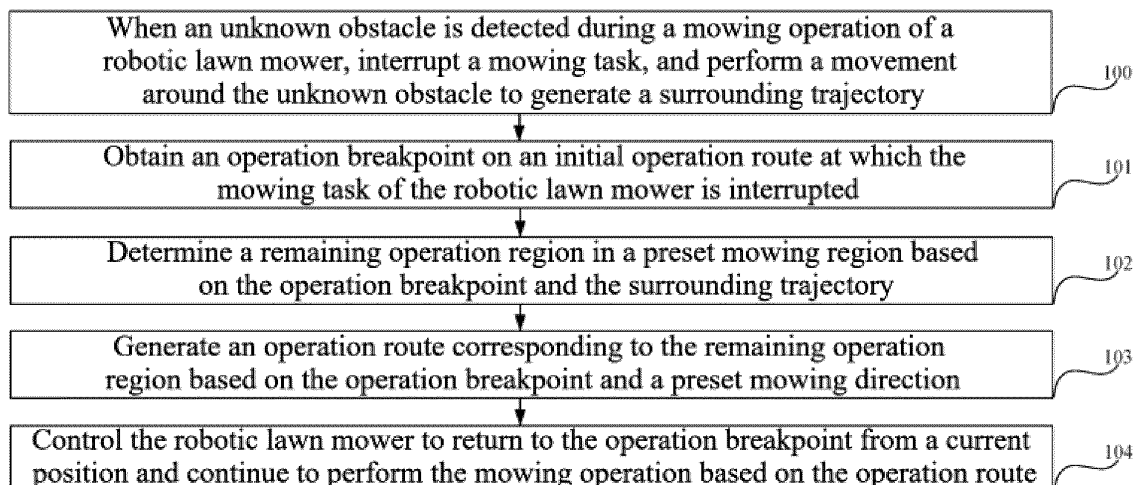 When an unknown obstacle is detected during a mowing operation of a
robotic lawn mower, interrupt a mowing task, and perform a movement
around the unknown obstacle to generate a surrounding trajectory
100
Obtain an operation breakpoint on an initial operation route at which the
mowing task of the robotic lawn mower is interrupted
101
Determine a remaining operation region in a preset mowing region based
on the operation breakpoint and the surrounding trajectory
102
Generate an operation route corresponding to the remaining operation
region based on the operation breakpoint and a preset mowing direction
103
Control the robotic lawn mower to return to the operation breakpoint from a current
position and continue to perform the mowing operation based on the operation route
104